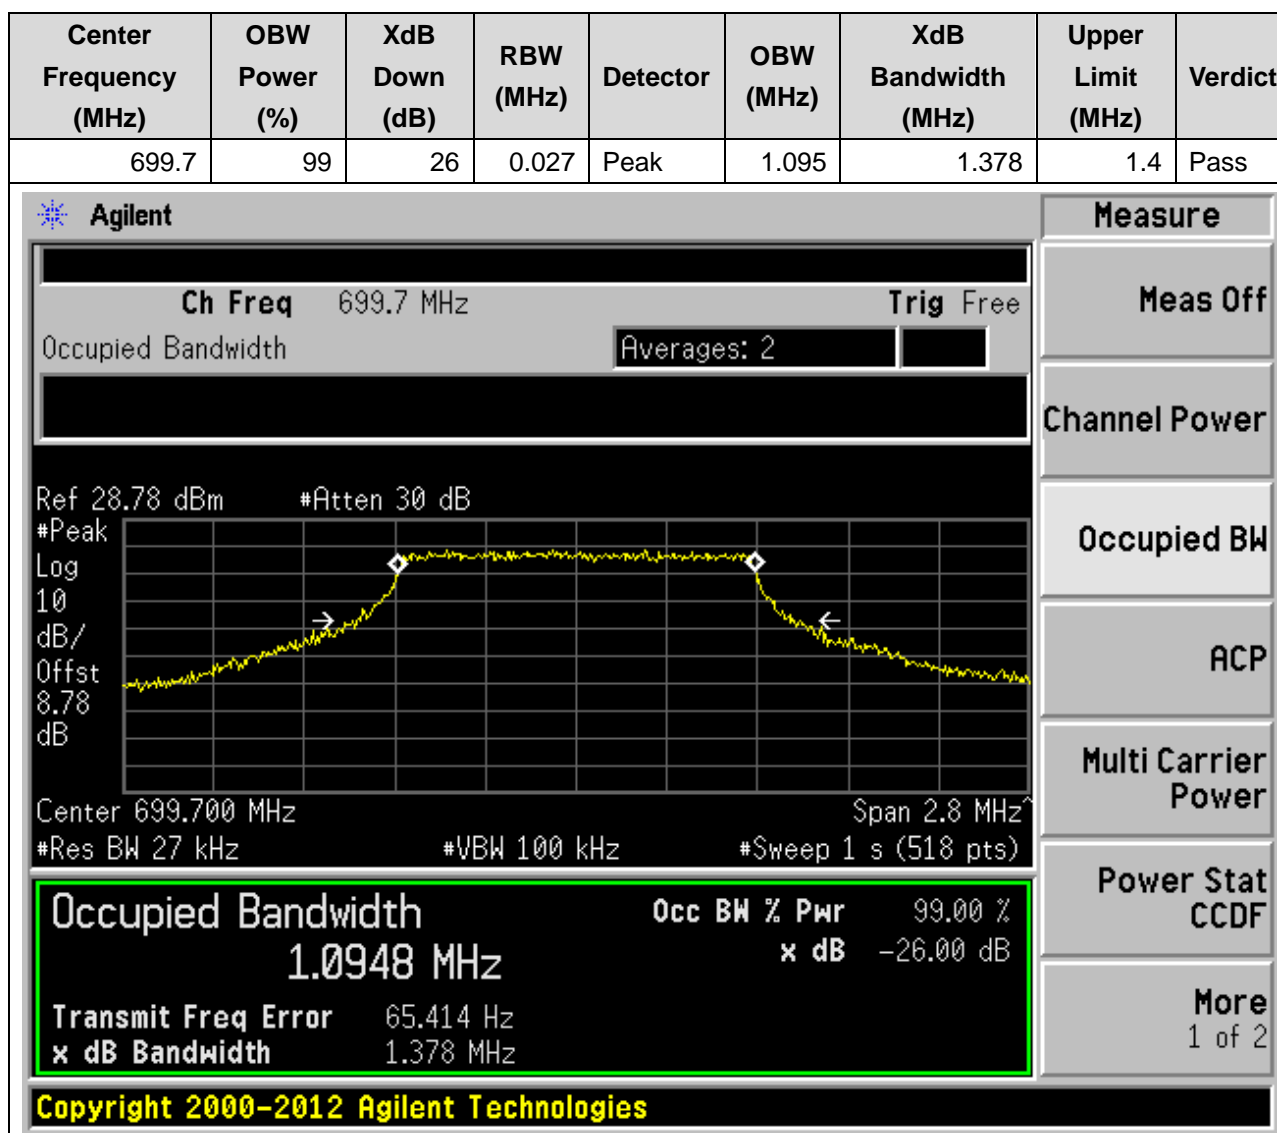 Center Frequency (MHz) OBW Power (%) XdB Down (dB) RBW (MHz) Detector OBW (MHz) XdB Bandwidth (MHz) Upper Limit (MHz) Verdict
699.7 99 26 0.027 Peak 1.095 1.378 1.4 Pass
Agilent
Measure
Ch Freq 699.7 MHz Trig Free
Occupied Bandwidth Averages: 2
Meas Off
Channel Power
Occupied BW
ACP
Multi Carrier
Power
Power Stat
CCDF
More
1 of 2
Ref 28.78 dBm #Atten 30 dB
#Peak
Log
10
dB/
Offst
8.78
dB
Center 699.700 MHz Span 2.8 MHz^
#Res BW 27 kHz #VBW 100 kHz #Sweep 1 s (518 pts)
Occupied Bandwidth Occ BW % Pwr 99.00 %
1.0948 MHz x dB -26.00 dB
Transmit Freq Error 65.414 Hz
x dB Bandwidth 1.378 MHz
Copyright 2000-2012 Agilent Technologies